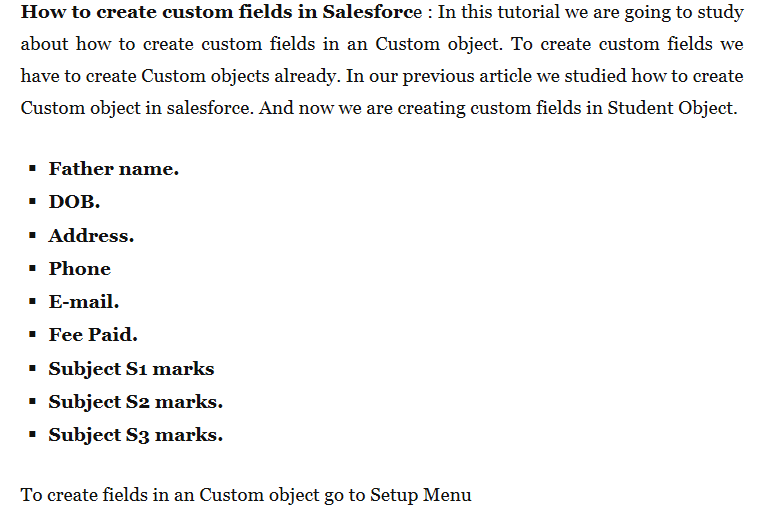 How to create custom fields in Salesforce : In this tutorial we are going to study
about how to create custom fields in an Custom object. To create custom fields we
have to create Custom objects already. In our previous article we studied how to create
Custom object in salesforce. And now we are creating custom fields in Student Object.
▪ Father name.
▪ DOB.
▪ Address.
▪ Phone
▪ E-mail.
▪ Fee Paid.
▪ Subject S1 marks
▪ Subject S2 marks.
▪ Subject S3 marks.
To create fields in an Custom object go to Setup Menu